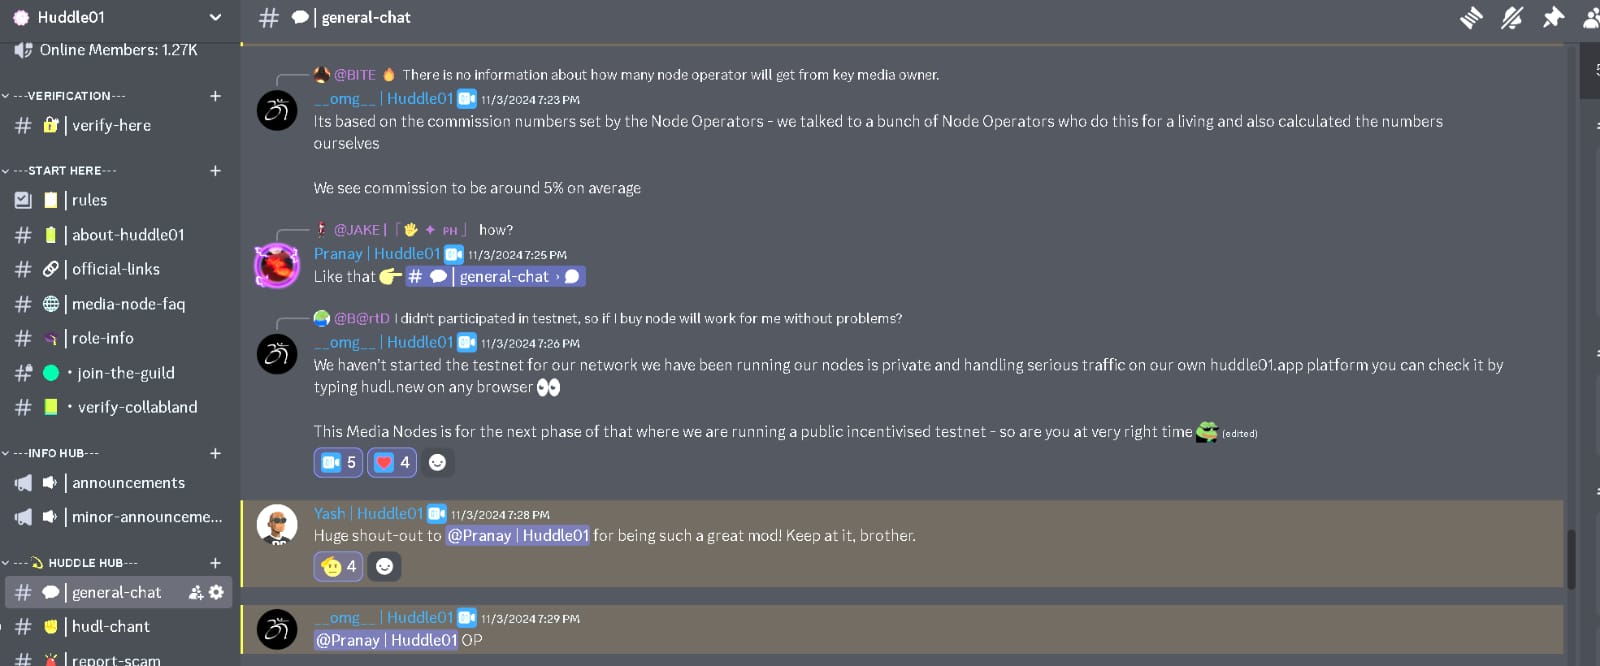 Huddle01
Online Members: 1.27K
---VERIFICATION---
verify-here
---START HERE---
rules
about-huddle01
official-links
media-node-faq
role-info
join-the-guild
verify-collabland
---INFO HUB---
announcements
minor-announceme...
---HUDDLE HUB---
general-chat
hudl-chant
report-scam
general-chat
@BITE There is no information about how many node operator will get from key media owner.
__omg__ | Huddle01 11/3/2024 7:23 PM
Its based on the commission numbers set by the Node Operators - we talked to a bunch of Node Operators who do this for a living and also calculated the numbers
ourselves
We see commission to be around 5% on average
@JAKE | 「 ✦ PH 」 how?
Pranay | Huddle01 11/3/2024 7:25 PM
Like that 👉 # 💬 | general-chat ›
@B@rtD I didn't participated in testnet, so if I buy node will work for me without problems?
__omg__ | Huddle01 11/3/2024 7:26 PM
We haven't started the testnet for our network we have been running our nodes is private and handling serious traffic on our own huddle01.app platform you can check it by
typing hudl.new on any browser 👀
This Media Nodes is for the next phase of that where we are running a public incentivised testnet - so are you at very right time (edited)
5 4
Yash | Huddle01 11/3/2024 7:28 PM
Huge shout-out to @Pranay | Huddle01 for being such a great mod! Keep at it, brother.
4
__omg__ | Huddle01 11/3/2024 7:29 PM
@Pranay | Huddle01 OP